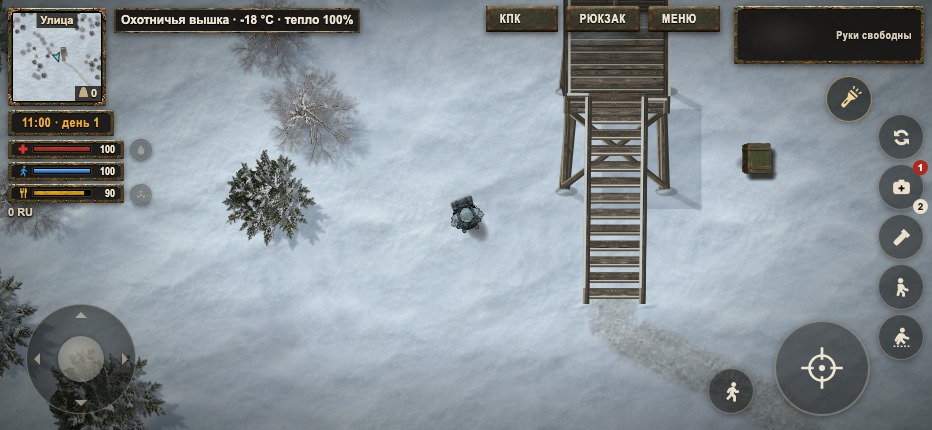 Улица
Охотничья вышка · -18 °C · тепло 100%
КПК
РЮКЗАК
МЕНЮ
Руки свободны
0
11:00 · день 1
100
100
90
0 RU
1
2